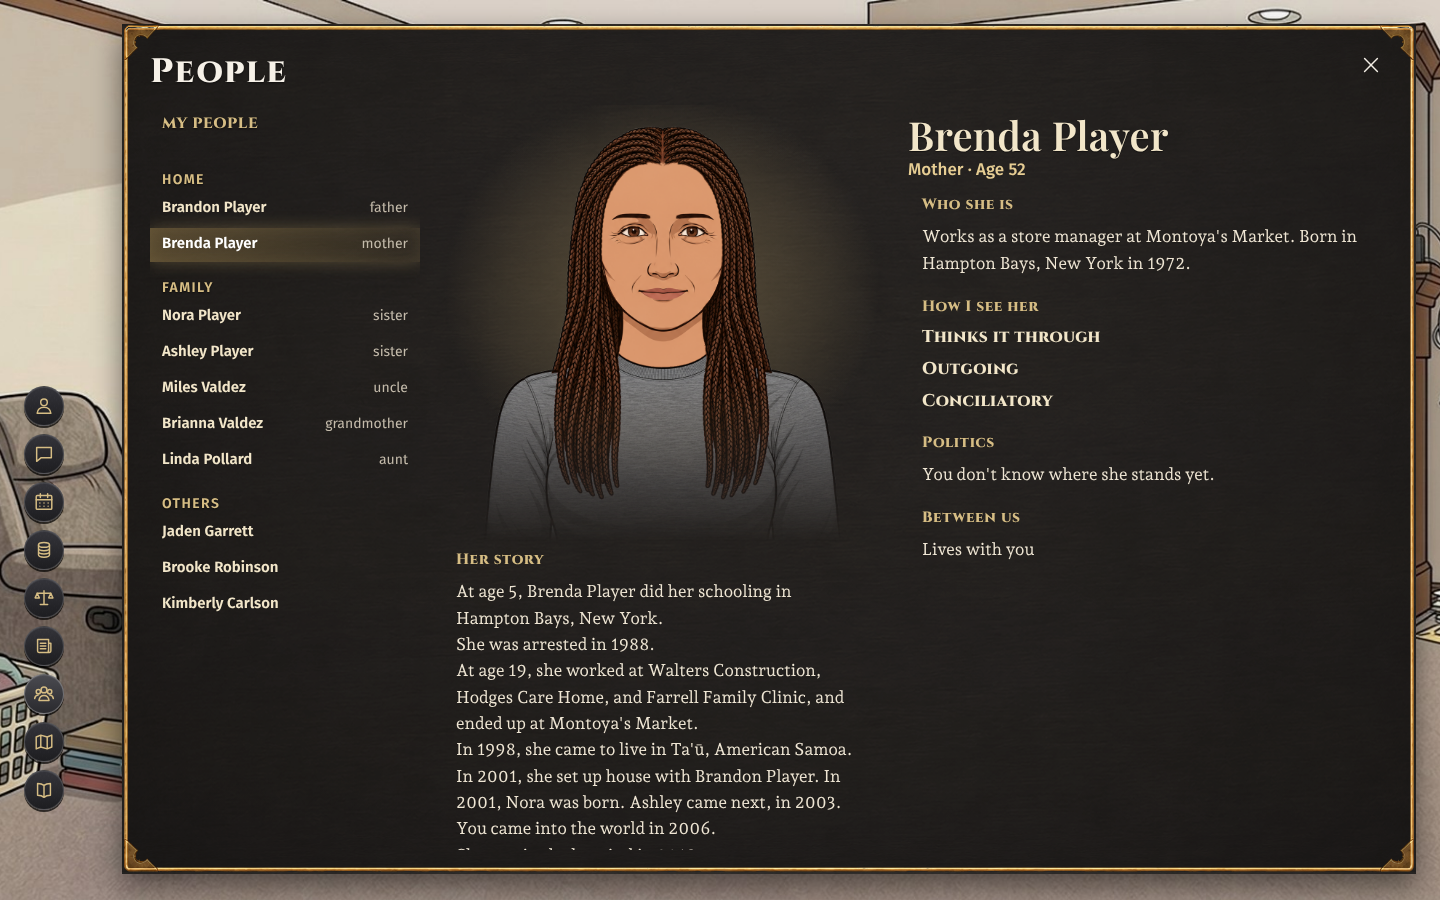 People
My People
HOME
Brandon Player father
Brenda Player mother
FAMILY
Nora Player sister
Ashley Player sister
Miles Valdez uncle
Brianna Valdez grandmother
Linda Pollard aunt
OTHERS
Jaden Garrett
Brooke Robinson
Kimberly Carlson
Her story
At age 5, Brenda Player did her schooling in
Hampton Bays, New York.
She was arrested in 1988.
At age 19, she worked at Walters Construction,
Hodges Care Home, and Farrell Family Clinic, and
ended up at Montoya's Market.
In 1998, she came to live in Ta'ū, American Samoa.
In 2001, she set up house with Brandon Player. In
2001, Nora was born. Ashley came next, in 2003.
You came into the world in 2006.
Brenda Player
Mother · Age 52
Who she is
Works as a store manager at Montoya's Market. Born in
Hampton Bays, New York in 1972.
How I see her
Thinks it through
Outgoing
Conciliatory
Politics
You don't know where she stands yet.
Between us
Lives with you